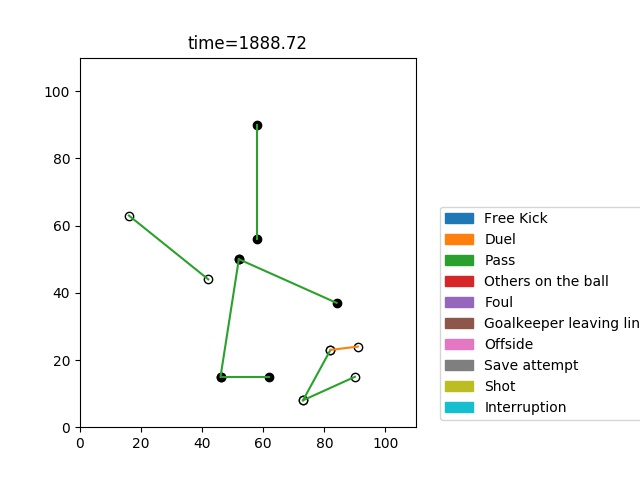 time=1888.72
100
80
60
40
20
0
0 20 40 60 80 100
Free Kick
Duel
Pass
Others on the ball
Foul
Goalkeeper leaving lin
Offside
Save attempt
Shot
Interruption